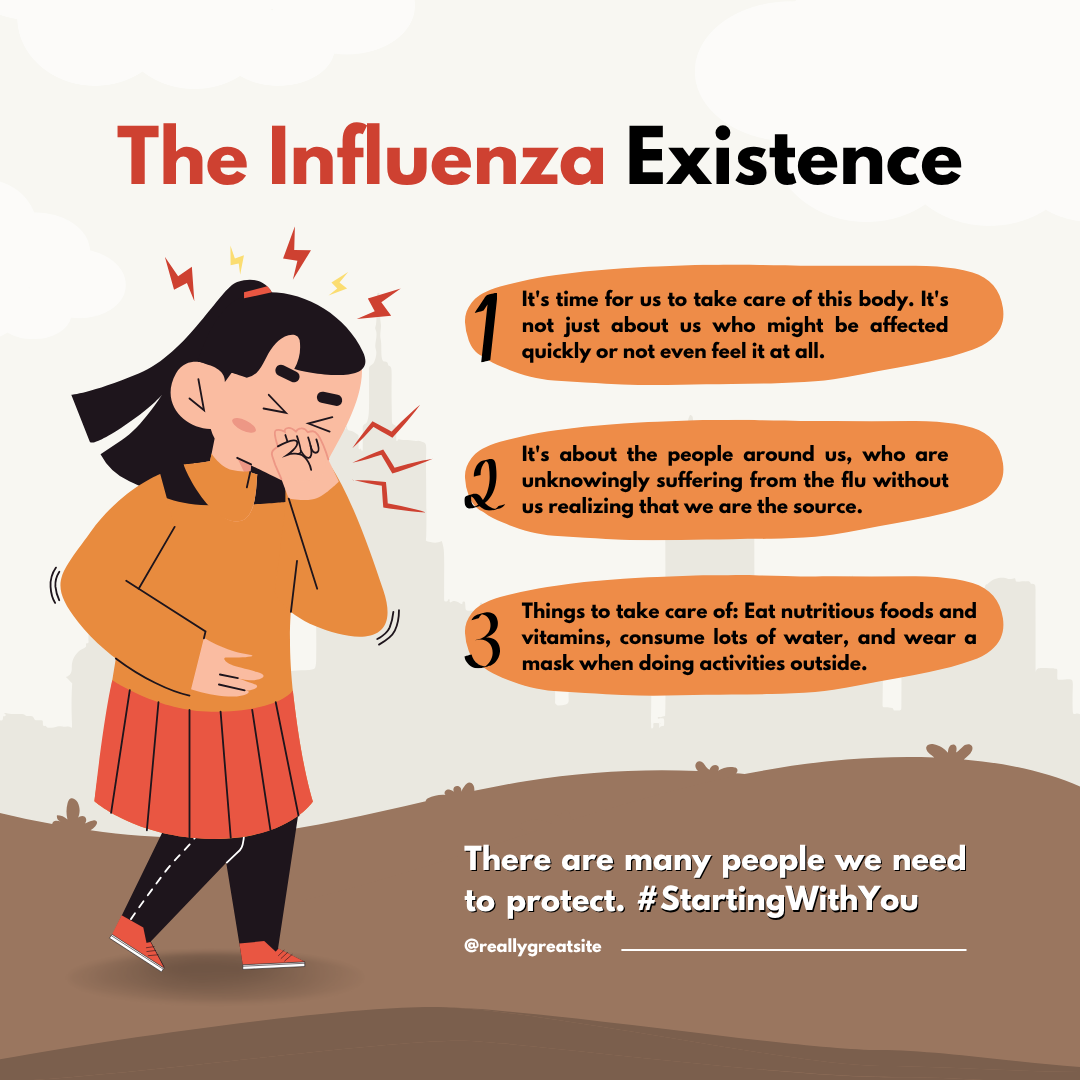 The Influenza Existence
1
It's time for us to take care of this body. It's
not just about us who might be affected
quickly or not even feel it at all.
2
It's about the people around us, who are
unknowingly suffering from the flu without
us realizing that we are the source.
3
Things to take care of: Eat nutritious foods and
vitamins, consume lots of water, and wear a
mask when doing activities outside.
There are many people we need
to protect. #StartingWithYou
@reallygreatsite